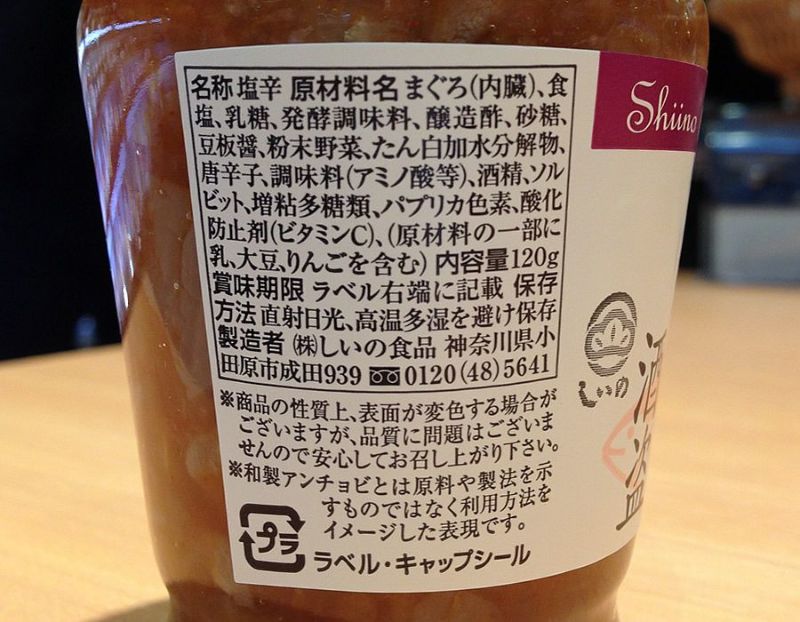 名称 塩辛 原材料名 まぐろ(内臓)、食
塩、乳糖、発酵調味料、醸造酢、砂糖、
豆板醤、粉末野菜、たん白加水分解物、
唐辛子、調味料(アミノ酸等)、酒精、ソル
ビット、増粘多糖類、パプリカ色素、酸化
防止剤(ビタミンC)、(原材料の一部に
乳、大豆、りんごを含む) 内容量120g
賞味期限 ラベル右端に記載 保存
方法 直射日光、高温多湿を避け保存
製造者 (株)しいの食品 神奈川県小
田原市成田939 0120(48)5641
※商品の性質上、表面が変色する場合が
ございますが、品質に問題はございま
せんので安心してお召し上がり下さい。
※和製アンチョビとは原料や製法を示
すものではなく利用方法を
イメージした表現です。
プラ
ラベル・キャップシール
Shiino
しいの
酒盗